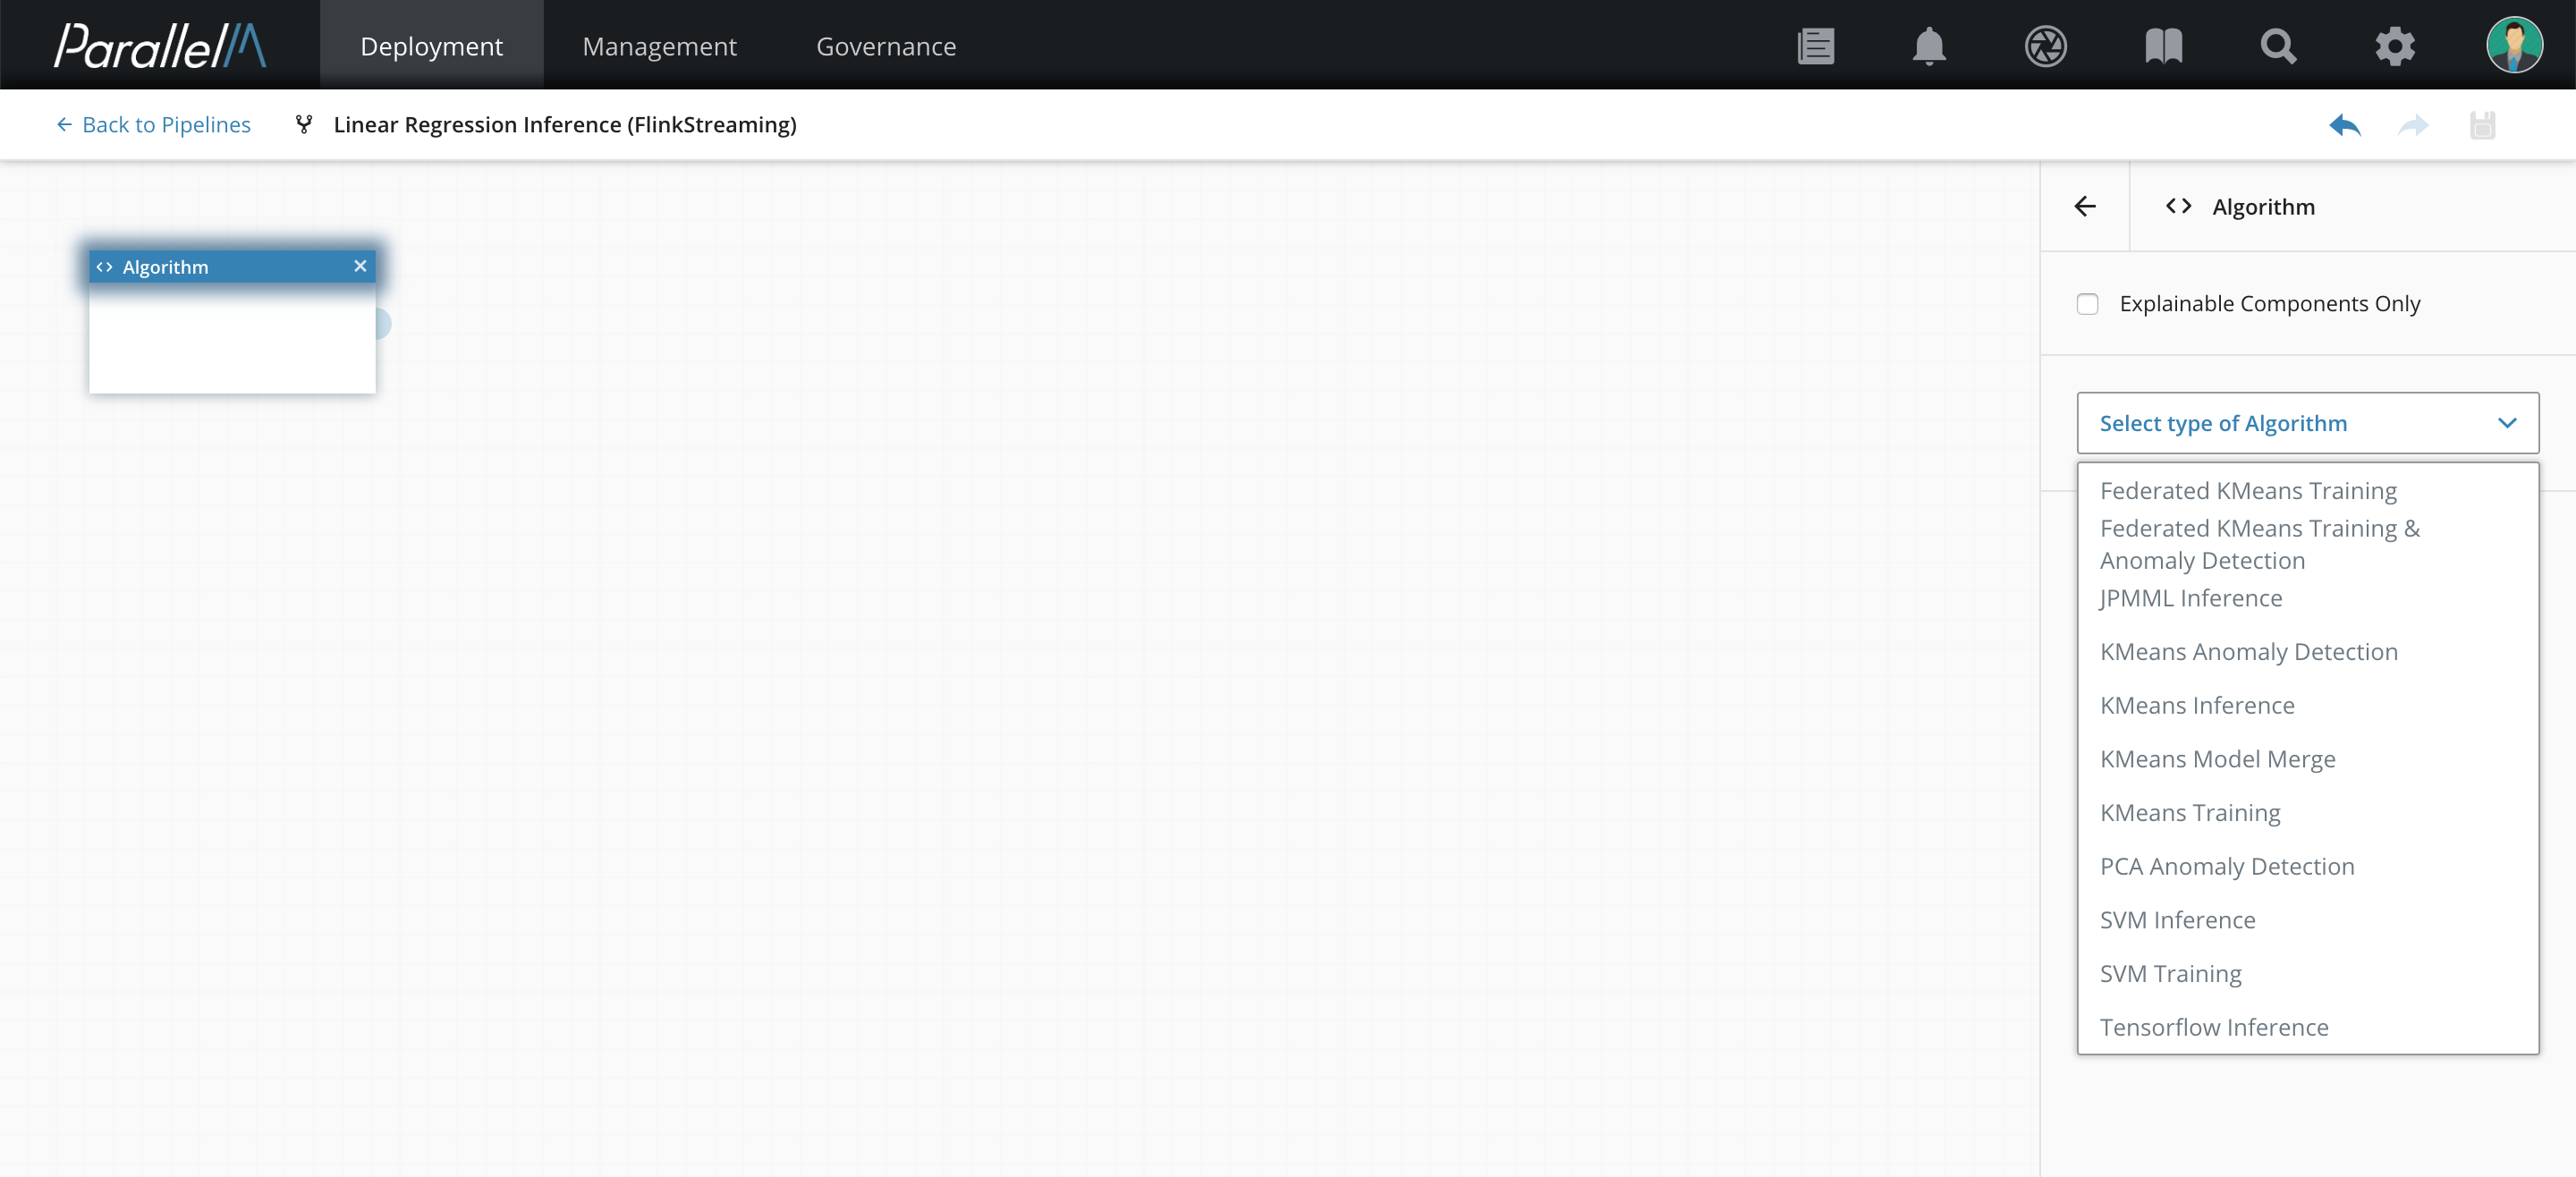 ParallelM
Deployment
Management
Governance
Back to Pipelines
Linear Regression Inference (FlinkStreaming)
Algorithm
Algorithm
Explainable Components Only
Select type of Algorithm
Federated KMeans Training
Federated KMeans Training &
Anomaly Detection
JPMML Inference
KMeans Anomaly Detection
KMeans Inference
KMeans Model Merge
KMeans Training
PCA Anomaly Detection
SVM Inference
SVM Training
Tensorflow Inference